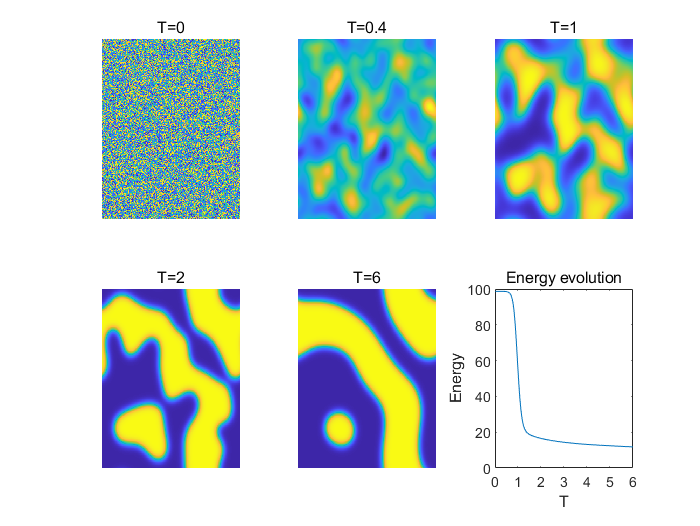 T=0
T=0.4
T=1
T=2
T=6
Energy evolution
100
80
60
40
20
0
Energy
0 1 2 3 4 5 6
T